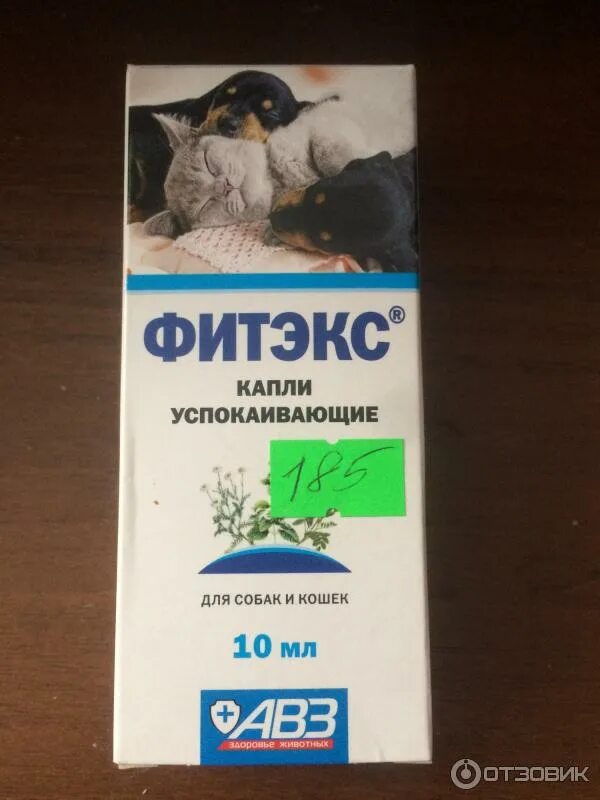 ФИТЭКС®
КАПЛИ
УСПОКАИВАЮЩИЕ
185
ДЛЯ СОБАК И КОШЕК
10 мл
АВЗ
здоровье животных
ОТЗОВИК